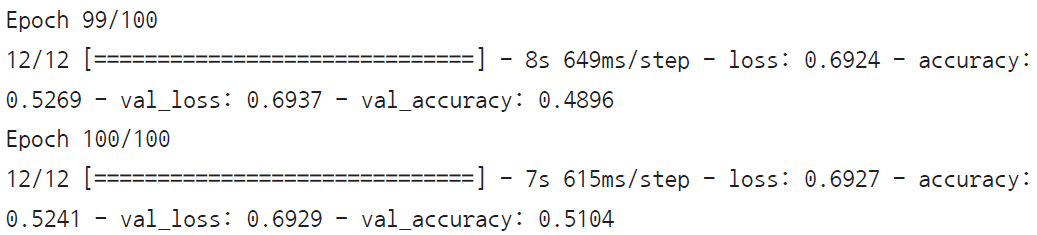 Epoch 99/100
12/12 [==============================] - 8s 649ms/step - loss: 0.6924 - accuracy:
0.5269 - val_loss: 0.6937 - val_accuracy: 0.4896
Epoch 100/100
12/12 [==============================] - 7s 615ms/step - loss: 0.6927 - accuracy:
0.5241 - val_loss: 0.6929 - val_accuracy: 0.5104